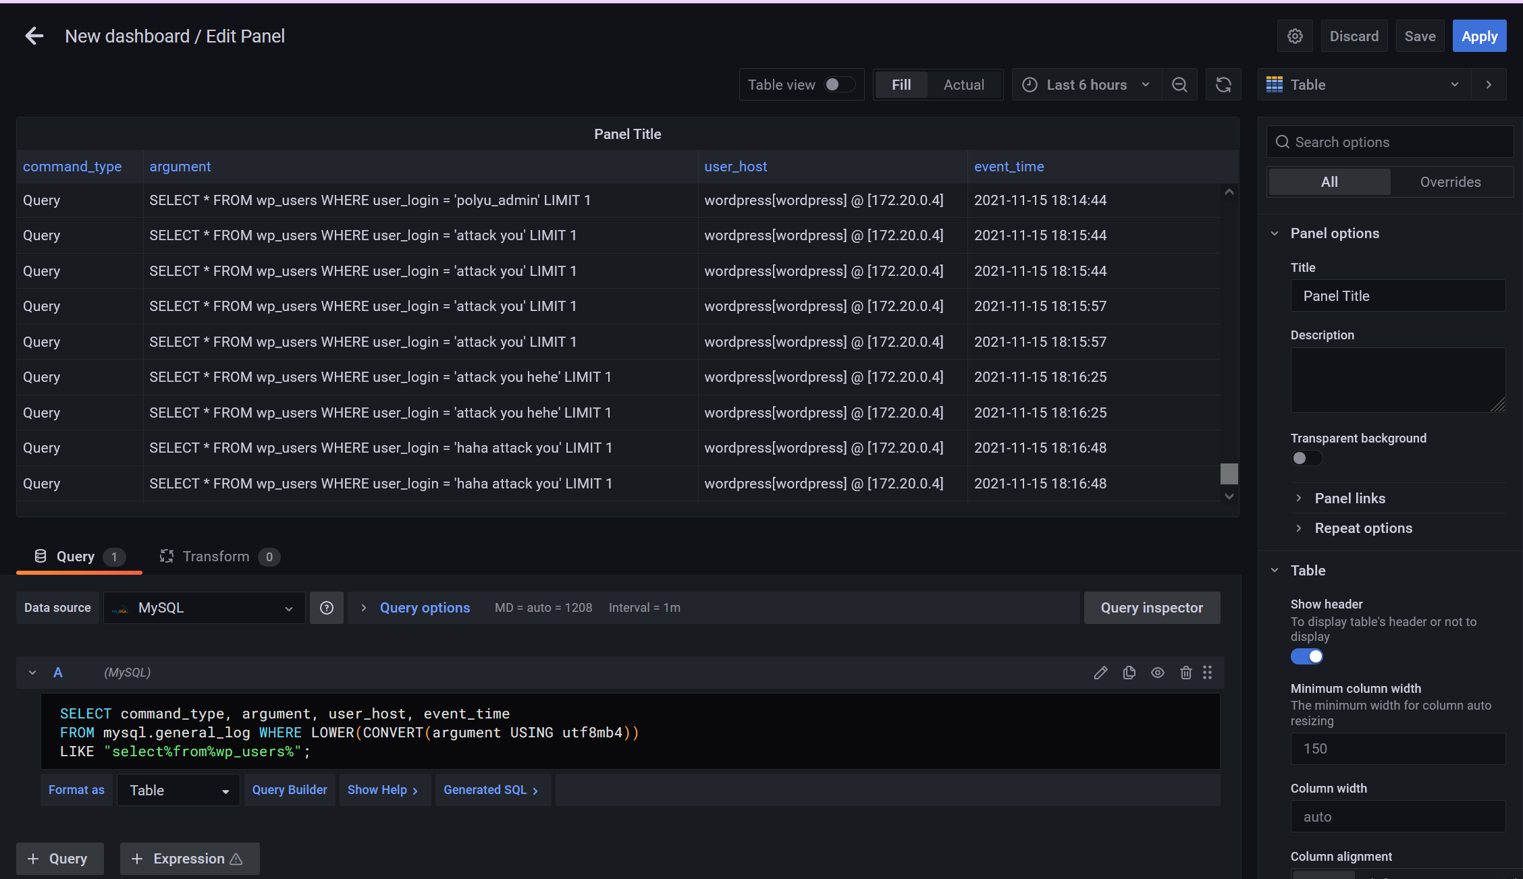 New dashboard / Edit Panel
Discard
Save
Apply
Table view
Fill
Actual
Last 6 hours
Table
Panel Title
command_type argument user_host event_time
Query SELECT * FROM wp_users WHERE user_login = 'polyu_admin' LIMIT 1 wordpress[wordpress] @ [172.20.0.4] 2021-11-15 18:14:44
Query SELECT * FROM wp_users WHERE user_login = 'attack you' LIMIT 1 wordpress[wordpress] @ [172.20.0.4] 2021-11-15 18:15:44
Query SELECT * FROM wp_users WHERE user_login = 'attack you' LIMIT 1 wordpress[wordpress] @ [172.20.0.4] 2021-11-15 18:15:44
Query SELECT * FROM wp_users WHERE user_login = 'attack you' LIMIT 1 wordpress[wordpress] @ [172.20.0.4] 2021-11-15 18:15:57
Query SELECT * FROM wp_users WHERE user_login = 'attack you' LIMIT 1 wordpress[wordpress] @ [172.20.0.4] 2021-11-15 18:15:57
Query SELECT * FROM wp_users WHERE user_login = 'attack you hehe' LIMIT 1 wordpress[wordpress] @ [172.20.0.4] 2021-11-15 18:16:25
Query SELECT * FROM wp_users WHERE user_login = 'attack you hehe' LIMIT 1 wordpress[wordpress] @ [172.20.0.4] 2021-11-15 18:16:25
Query SELECT * FROM wp_users WHERE user_login = 'haha attack you' LIMIT 1 wordpress[wordpress] @ [172.20.0.4] 2021-11-15 18:16:48
Query SELECT * FROM wp_users WHERE user_login = 'haha attack you' LIMIT 1 wordpress[wordpress] @ [172.20.0.4] 2021-11-15 18:16:48
Query 1 Transform 0
Data source MySQL Query options MD = auto = 1208 Interval = 1m Query inspector
A (MySQL)
SELECT command_type, argument, user_host, event_time
FROM mysql.general_log WHERE LOWER(CONVERT(argument USING utf8mb4))
LIKE "select%from%wp_users%";
Format as Table Query Builder Show Help > Generated SQL >
+ Query + Expression
Search options
All Overrides
Panel options
Title
Panel Title
Description
Transparent background
Panel links
Repeat options
Table
Show header
To display table's header or not to
display
Minimum column width
The minimum width for column auto
resizing
150
Column width
auto
Column alignment